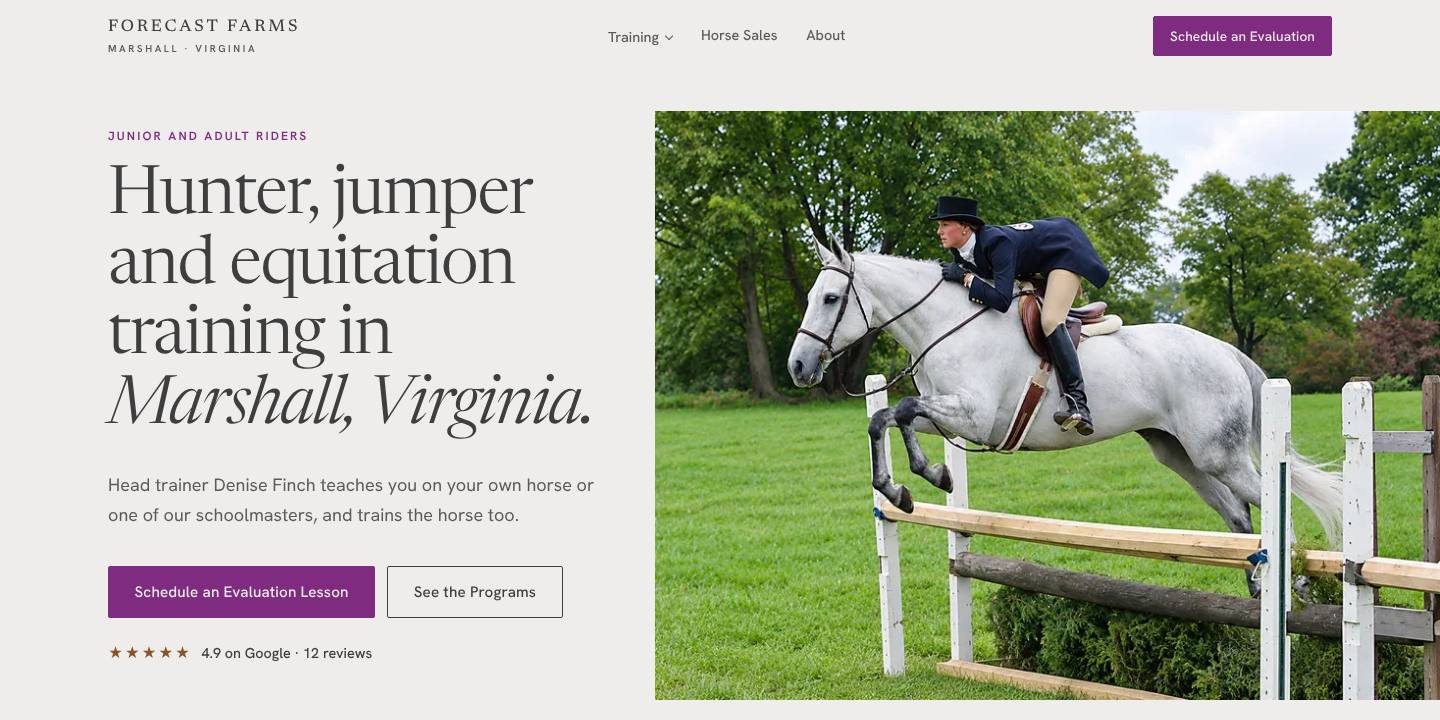 FORECAST FARMS
MARSHALL · VIRGINIA
Training
Horse Sales
About
Schedule an Evaluation
JUNIOR AND ADULT RIDERS
Hunter, jumper
and equitation
training in
Marshall, Virginia.
Head trainer Denise Finch teaches you on your own horse or
one of our schoolmasters, and trains the horse too.
Schedule an Evaluation Lesson
See the Programs
★★★★★ 4.9 on Google · 12 reviews